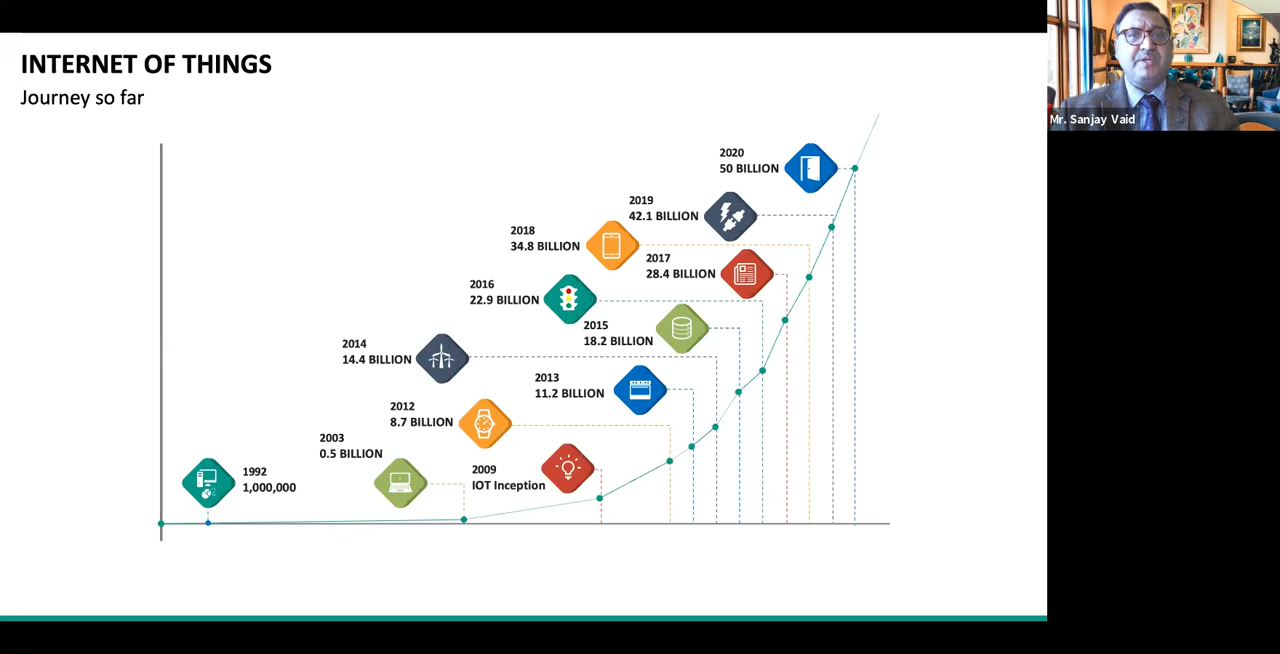 INTERNET OF THINGS
Journey so far
Mr. Sanjay Vaid
2020
50 BILLION
2019
42.1 BILLION
2018
34.8 BILLION
2017
28.4 BILLION
2016
22.9 BILLION
2015
18.2 BILLION
2014
14.4 BILLION
2013
11.2 BILLION
2012
8.7 BILLION
2003
0.5 BILLION
2009
IOT Inception
1992
1,000,000